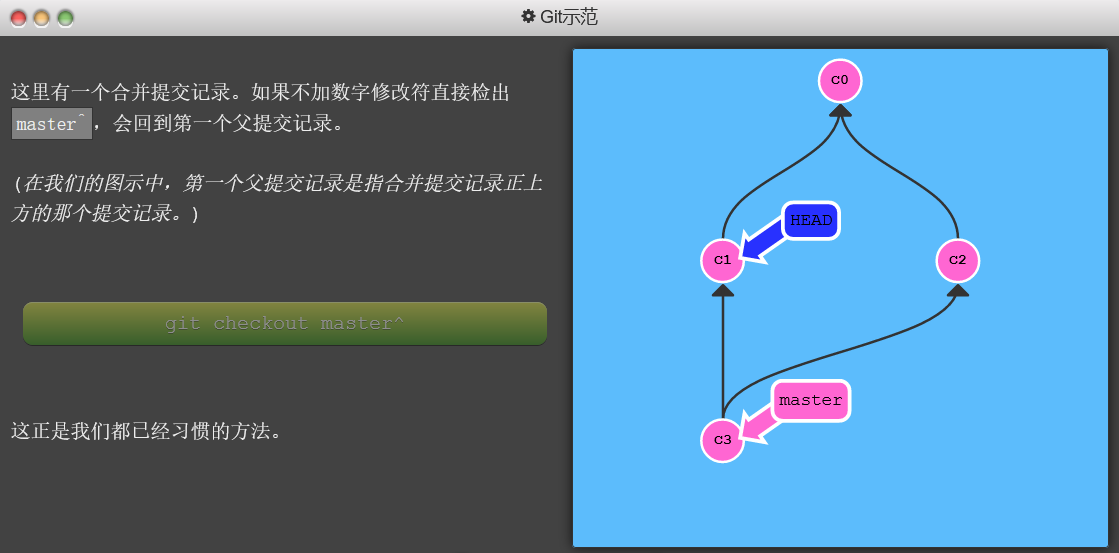 Git示范
这里有一个合并提交记录。如果不加数字修改符直接检出
master^，会回到第一个父提交记录。
(在我们的图示中，第一个父提交记录是指合并提交记录正上
方的那个提交记录。)
git checkout master^
这正是我们都已经习惯的方法。
C0
HEAD
C1
C2
master
C3